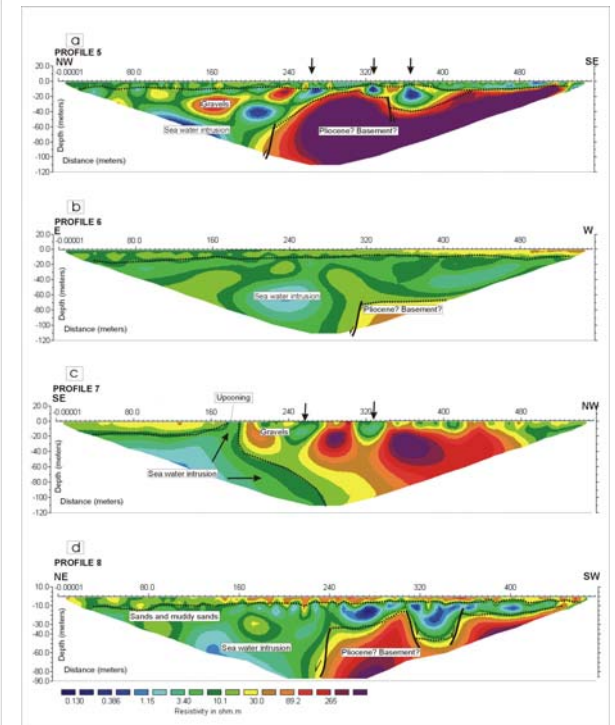 a
PROFILE 5
NW SE
-0.00001 80.0 160 240 320 400 480
20.0
0.0
-20.0
-40.0
-60.0
-80.0
-100
-120
Depth (meters)
Gravels
Sea water intrusion
Pliocene? Basement?
Distance (meters)
b
PROFILE 6
E W
-0.00001 80.0 160 240 320 400 480
20.0
0.0
-20.0
-40.0
-60.0
-80.0
-100
-120
Depth (meters)
Sea water intrusion
Pliocene? Basement?
Distance (meters)
c
PROFILE 7
SE NW
Upconing
-0.00001 80.0 160 240 320 400 480
20.0
0.0
-20.0
-40.0
-60.0
-80.0
-100
-120
Depth (meters)
Gravels
Sea water intrusion
Distance (meters)
d
PROFILE 8
NE SW
-0.00001 80.0 160 240 320 400
10.0
-10.0
-30.0
-50.0
-70.0
-90.0
Depth (meters)
Sands and muddy sands
Sea water intrusion
Pliocene? Basement?
Distance (meters)
0.130 0.386 1.15 3.40 10.1 30.0 89.2 265
Resistivity in ohm.m